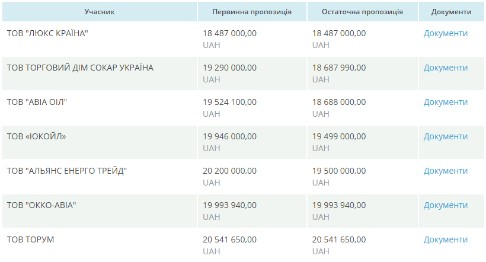 Учасник Первинна пропозиція Остаточна пропозиція Документи
ТОВ "ЛЮКС КРАЇНА" 18 487 000,00 18 487 000,00 Документи
UAH UAH
ТОВ ТОРГОВИЙ ДІМ СОКАР УКРАЇНА 19 290 000,00 18 687 990,00 Документи
UAH UAH
ТОВ "АВІА ОІЛ" 19 524 100,00 18 688 000,00 Документи
UAH UAH
ТОВ «ЮКОЙЛ» 19 946 000,00 19 499 000,00 Документи
UAH UAH
ТОВ "АЛЬЯНС ЕНЕРГО ТРЕЙД" 20 200 000,00 19 500 000,00 Документи
UAH UAH
ТОВ "ОККО-АВІА" 19 993 940,00 19 993 940,00 Документи
UAH UAH
ТОВ ТОРУМ 20 541 650,00 20 541 650,00 Документи
UAH UAH